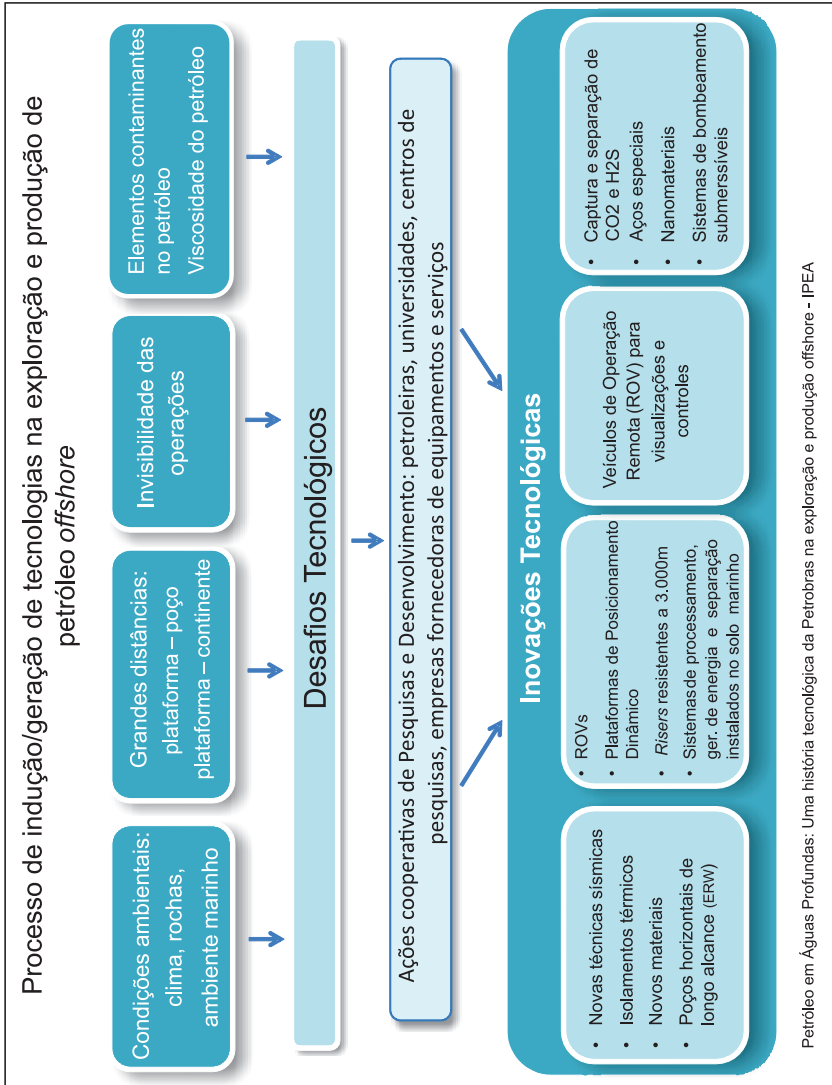 Processo de indução/geração de tecnologias na exploração e produção de
petróleo offshore
Condições ambientais:
clima, rochas,
ambiente marinho
Grandes distâncias:
plataforma – poço
plataforma – continente
Invisibilidade das
operações
Elementos contaminantes
no petróleo
Viscosidade do petróleo
Desafios Tecnológicos
Ações cooperativas de Pesquisas e Desenvolvimento: petroleiras, universidades, centros de
pesquisas, empresas fornecedoras de equipamentos e serviços
Inovações Tecnológicas
• Novas técnicas sísmicas
• Isolamentos térmicos
• Novos materiais
• Poços horizontais de
longo alcance (ERW)
• ROVs
• Plataformas de Posicionamento
Dinâmico
• Risers resistentes a 3.000m
• Sistemas de processamento,
ger. de energia e separação
instalados no solo marinho
Veículos de Operação
Remota (ROV) para
visualizações e
controles
• Captura e separação de
CO2 e H2S
• Aços especiais
• Nanomateriais
• Sistemas de bombeamento
submerssíveis
Petróleo em Águas Profundas: Uma história tecnológica da Petrobras na exploração e produção offshore - IPEA